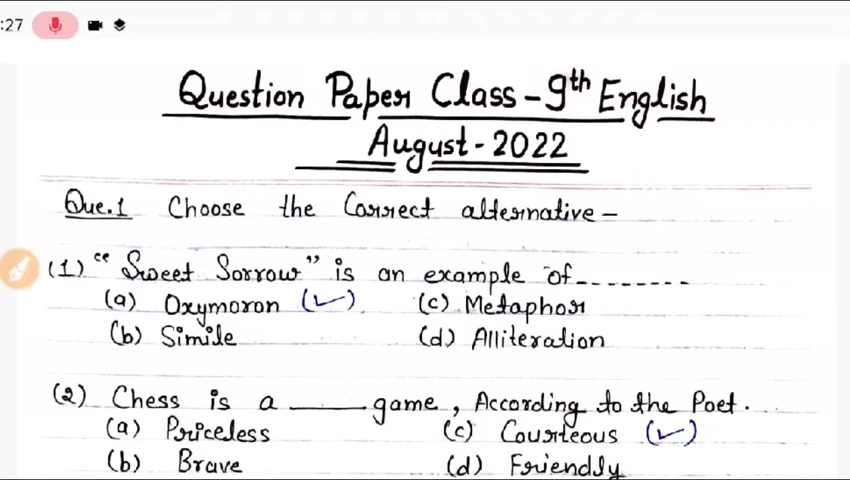 :27
Question Paper Class-9th English
August-2022
Que.1 Choose the Correct alternative-
(1) "Sweet Sorrow" is an example of--------
(a) Oxymoron (✓) (c) Metaphor
(b) Simile (d) Alliteration
(2) Chess is a ____ game, According to the Poet.
(a) Priceless (c) Courteous (✓)
(b) Brave (d) Friendly